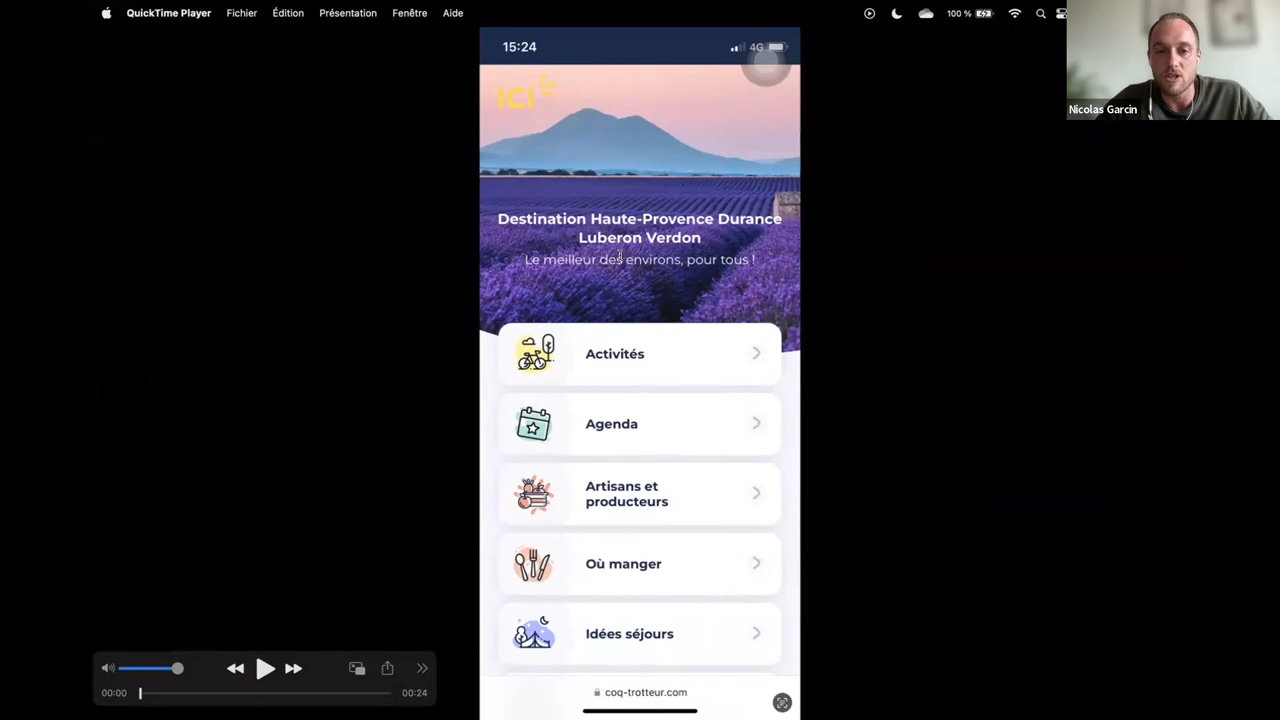 QuickTime Player Fichier Édition Présentation Fenêtre Aide
100 %
Nicolas Garcin
15:24
4G
ICI
Destination Haute-Provence Durance
Luberon Verdon
Le meilleur des environs, pour tous !
Activités
Agenda
Artisans et
producteurs
Où manger
Idées séjours
coq-trotteur.com
00:00
00:24